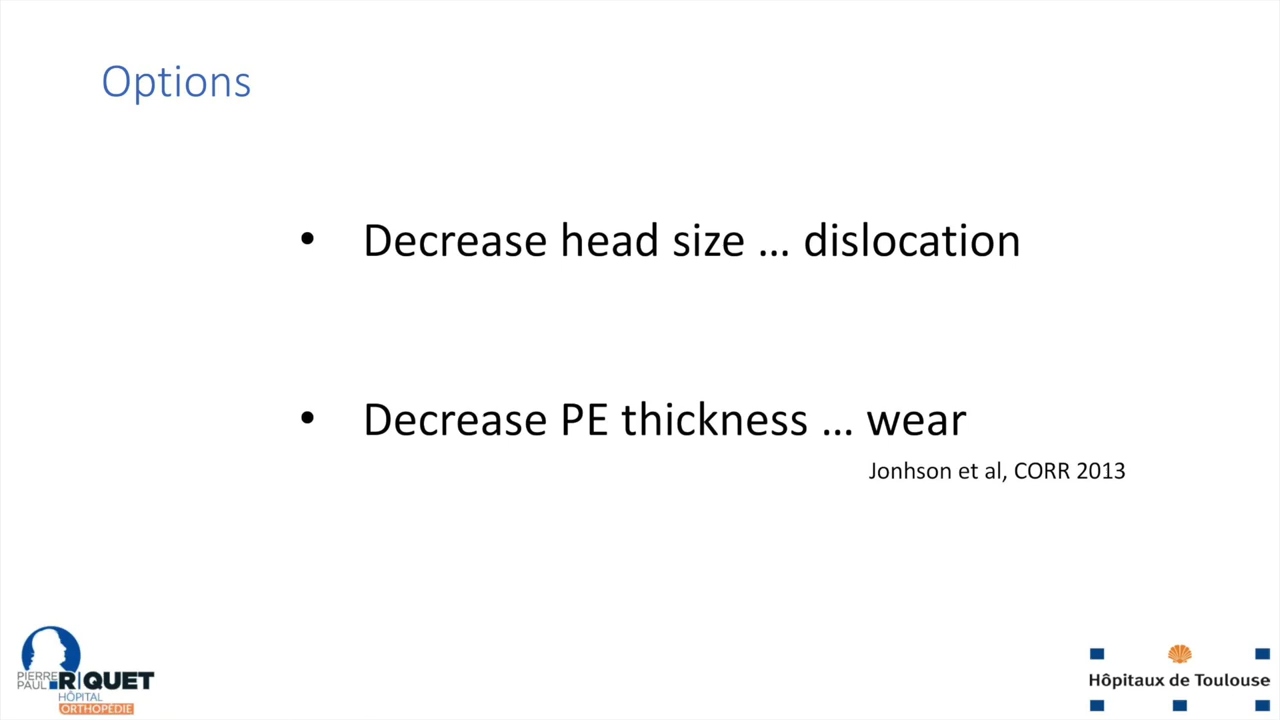 Options
• Decrease head size ... dislocation
• Decrease PE thickness ... wear
Jonhson et al, CORR 2013
PIERRE
PAUL RIQUET
HÔPITAL
ORTHOPÉDIE
Hôpitaux de Toulouse